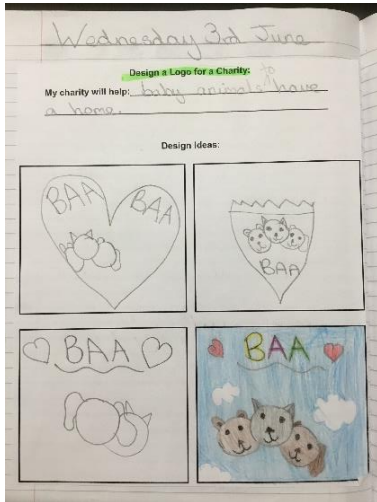 Wednesday 3rd June
Design a Logo for a Charity:
My charity will help: baby animals to have
a home.
Design Ideas:
BAA BAA
BAA
BAA
BAA